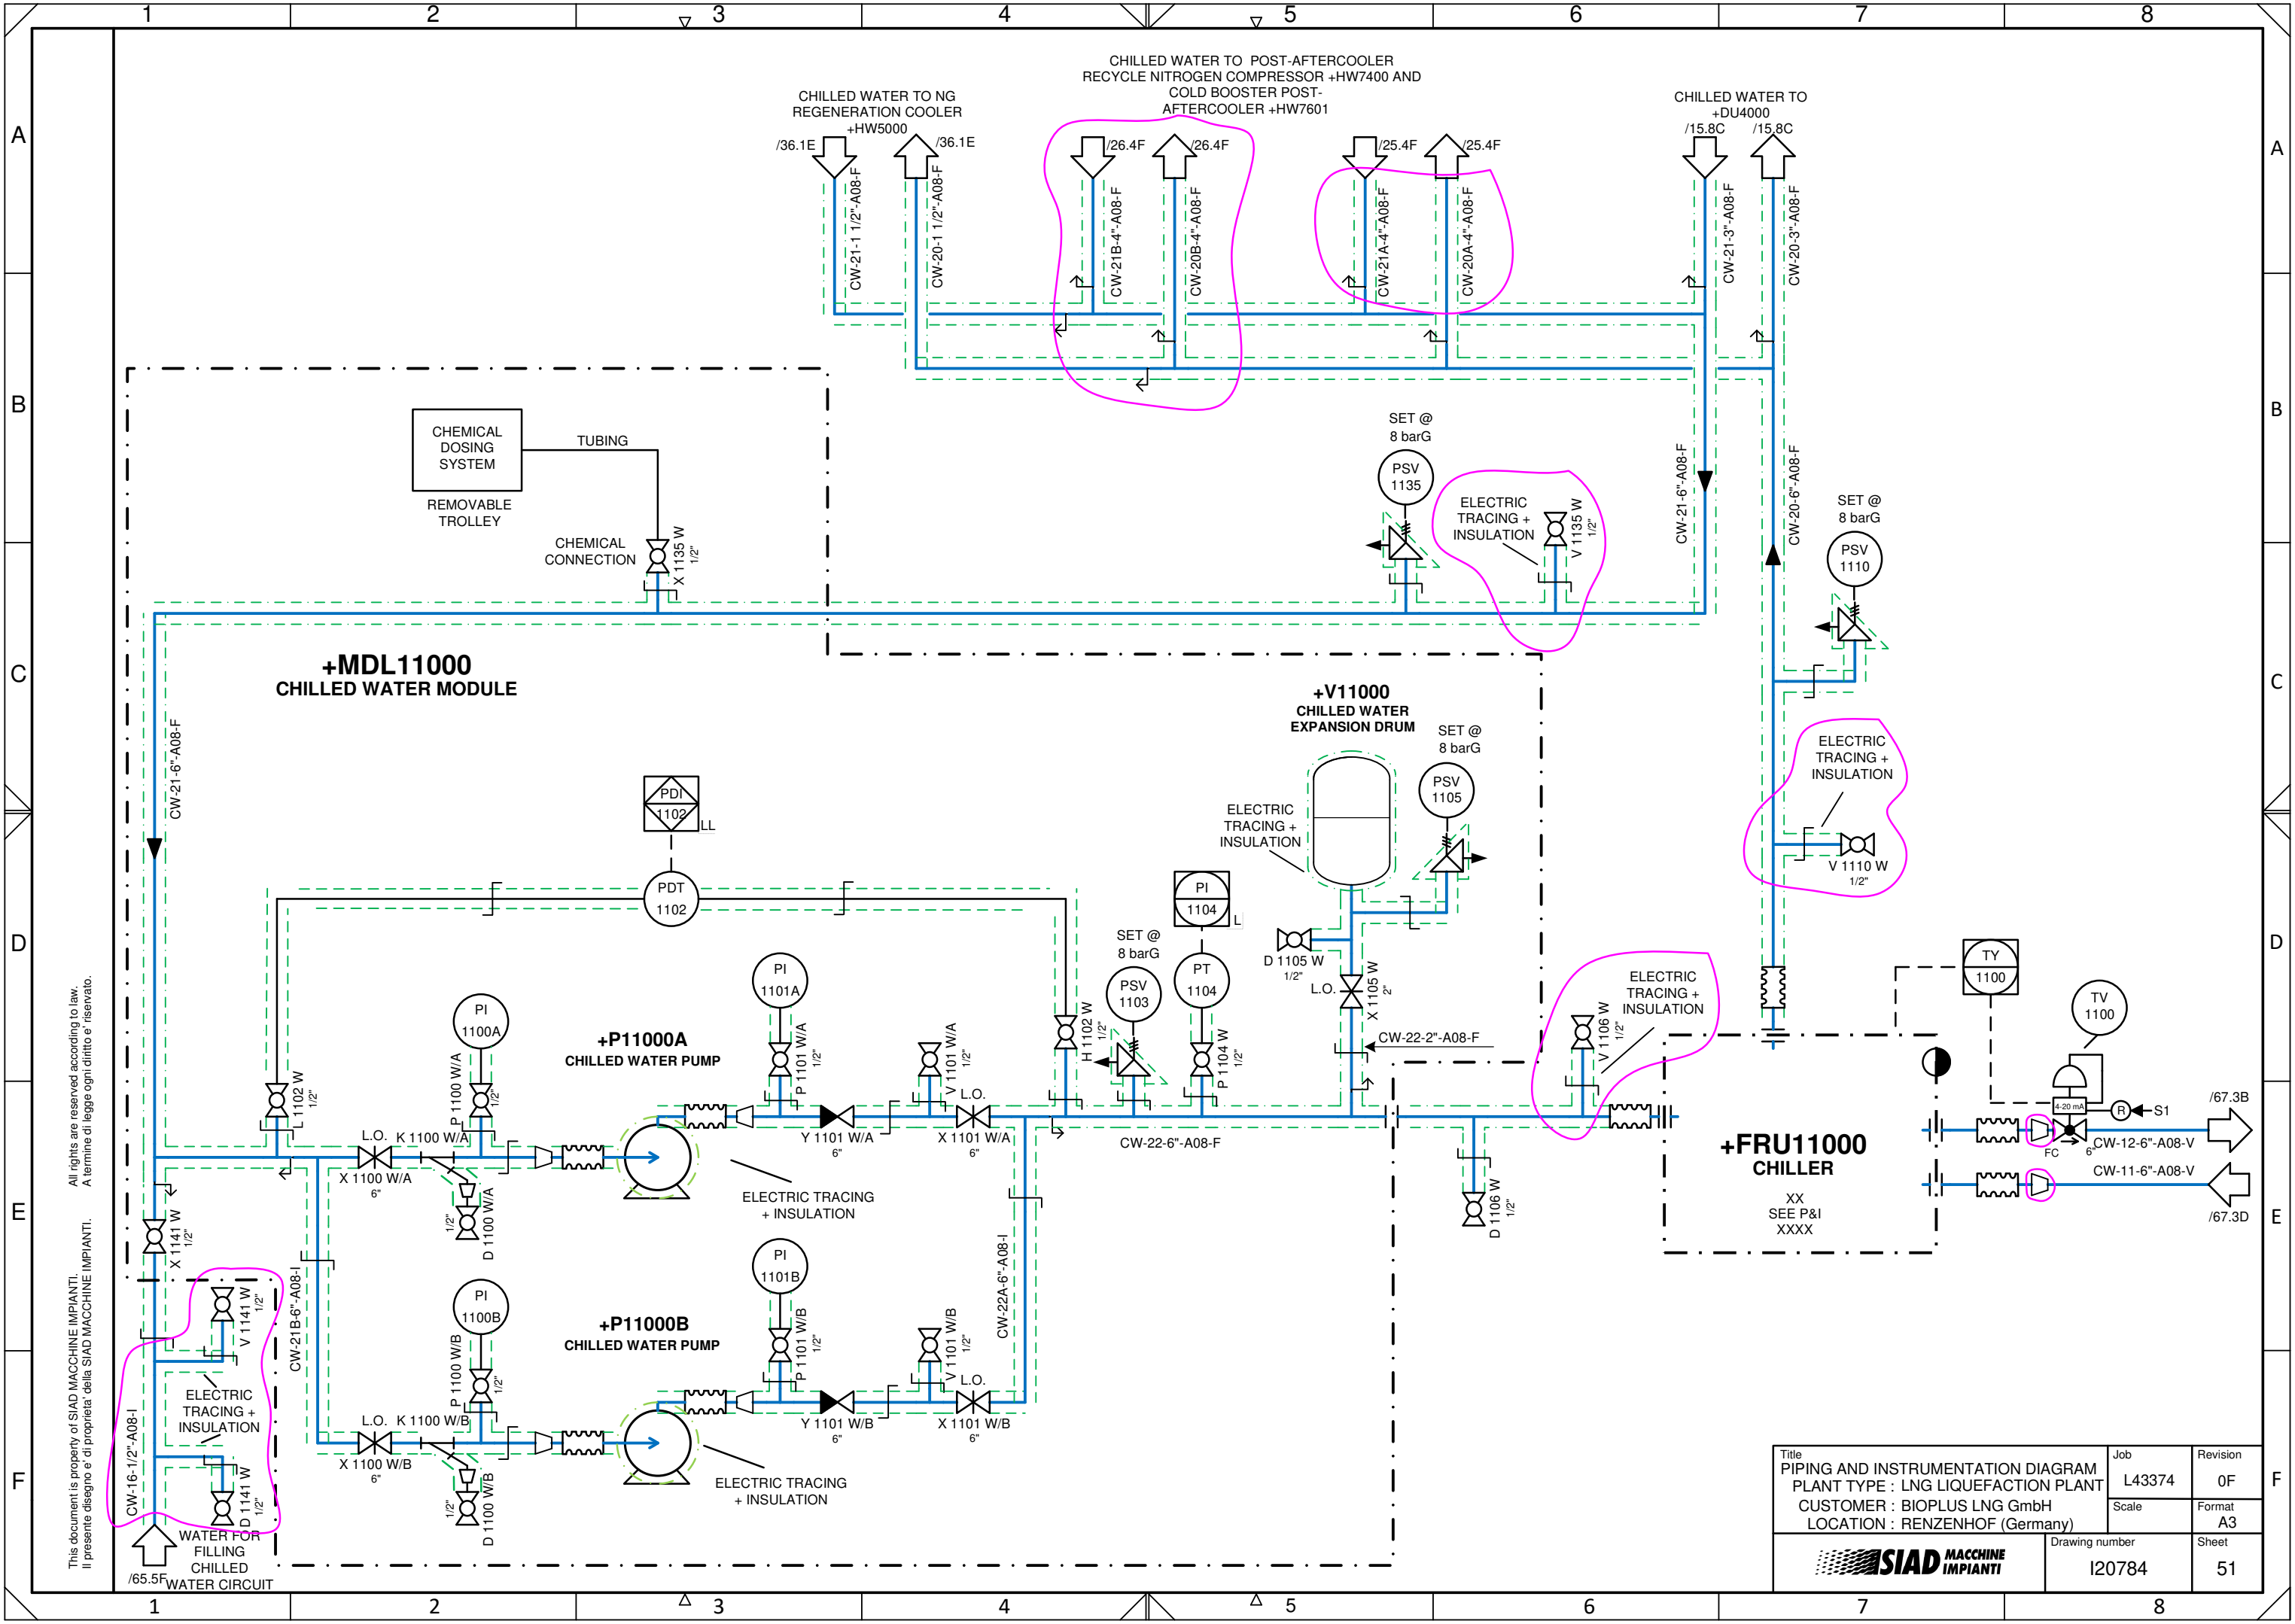 1 2 3 4 5 6 7 8
A
B
C
D
E
F
A
B
C
D
E
F
1 2 3 4 5 6 7 8
CHILLED WATER TO NG
REGENERATION COOLER
+HW5000
/36.1E
/36.1E
CW-21-1 1/2"-A08-F
CW-20-1 1/2"-A08-F
CHILLED WATER TO POST-AFTERCOOLER
RECYCLE NITROGEN COMPRESSOR +HW7400 AND
COLD BOOSTER POST-
AFTERCOOLER +HW7601
/26.4F
/26.4F
CW-21B-4"-A08-F
CW-20B-4"-A08-F
/25.4F
/25.4F
CW-21A-4"-A08-F
CW-20A-4"-A08-F
CHILLED WATER TO
+DU4000
/15.8C
/15.8C
CW-21-3"-A08-F
CW-20-3"-A08-F
CHEMICAL
DOSING
SYSTEM
TUBING
REMOVABLE
TROLLEY
CHEMICAL
CONNECTION
X 1135 W
1/2"
SET @
8 barG
PSV
1135
ELECTRIC
TRACING +
INSULATION
V 1135 W
1/2"
CW-21-6"-A08-F
CW-20-6"-A08-F
SET @
8 barG
PSV
1110
+MDL11000
CHILLED WATER MODULE
CW-21-6"-A08-F
+V11000
CHILLED WATER
EXPANSION DRUM
SET @
8 barG
PSV
1105
ELECTRIC
TRACING +
INSULATION
ELECTRIC
TRACING +
INSULATION
V 1110 W
1/2"
PDI
1102
LL
PDT
1102
PI
1104
L
PT
1104
P 1104 W
1/2"
SET @
8 barG
PSV
1103
D 1105 W
1/2"
L.O.
X 1105 W
2"
CW-22-2"-A08-F
H 1102 W
1/2"
L 1102 W
1/2"
PI
1100A
P 1100 W/A
1/2"
+P11000A
CHILLED WATER PUMP
PI
1101A
P 1101 W/A
1/2"
V 1101 W/A
1/2"
L.O.
X 1101 W/A
6"
Y 1101 W/A
6"
CW-22-6"-A08-F
L.O.
K 1100 W/A
X 1100 W/A
6"
1/2"
D 1100 W/A
ELECTRIC TRACING
+ INSULATION
ELECTRIC
TRACING +
INSULATION
V 1106 W
1/2"
D 1106 W
1/2"
TY
1100
TV
1100
4-20 mA
R
S1
FC
6"
CW-12-6"-A08-V
CW-11-6"-A08-V
/67.3B
/67.3D
+FRU11000
CHILLER
XX
SEE P&I
XXXX
X 1141 W
1/2"
V 1141 W
1/2"
ELECTRIC
TRACING +
INSULATION
D 1141 W
1/2"
CW-16-1/2"-A08-I
WATER FOR
FILLING
CHILLED
WATER CIRCUIT
/65.5F
CW-21B-6"-A08-I
PI
1100B
P 1100 W/B
1/2"
L.O.
K 1100 W/B
X 1100 W/B
6"
1/2"
D 1100 W/B
+P11000B
CHILLED WATER PUMP
PI
1101B
P 1101 W/B
1/2"
V 1101 W/B
1/2"
L.O.
X 1101 W/B
6"
Y 1101 W/B
6"
CW-22A-6"-A08-I
ELECTRIC TRACING
+ INSULATION
This document is property of SIAD MACCHINE IMPIANTI. All rights are reserved according to law.
Il presente disegno e' di proprieta' della SIAD MACCHINE IMPIANTI. A termine di legge ogni diritto e' riservato.
Title
PIPING AND INSTRUMENTATION DIAGRAM
PLANT TYPE : LNG LIQUEFACTION PLANT
CUSTOMER : BIOPLUS LNG GmbH
LOCATION : RENZENHOF (Germany)
Job
L43374
Revision
0F
Scale
Format
A3
SIAD MACCHINE
IMPIANTI
Drawing number
I20784
Sheet
51